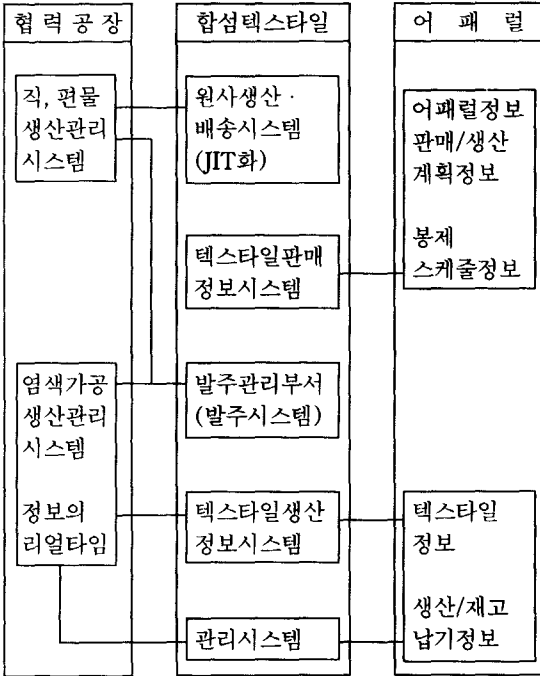 협 력 공 장
직, 편물
생산관리
시스템
염색가공
생산관리
시스템
정보의
리얼타임
합섬텍스타일
원사생산 ·
배송시스템
(JIT화)
텍스타일판매
정보시스템
발주관리부서
(발주시스템)
텍스타일생산
정보시스템
관리시스템
어 패 럴
어패럴정보
판매/생산
계획정보
봉제
스케줄정보
텍스타일
정보
생산/재고
납기정보